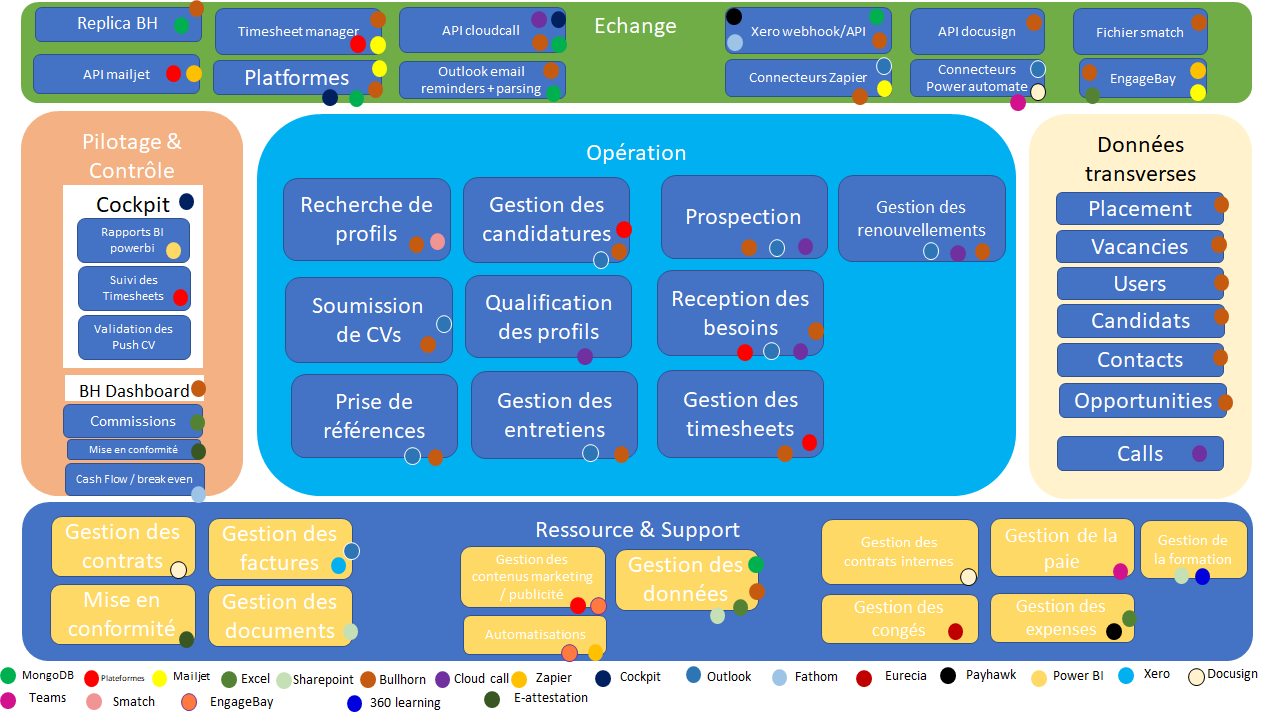 Echange
Replica BH
API mailjet
Timesheet manager
Platformes
API cloudcall
Outlook email
reminders + parsing
Xero webhook/API
Connecteurs Zapier
API docusign
Connecteurs
Power automate
Fichier smatch
EngageBay
Pilotage &
Contrôle
Cockpit
Rapports BI
powerbi
Suivi des
Timesheets
Validation des
Push CV
BH Dashboard
Commissions
Mise en conformité
Cash Flow / break even
Opération
Recherche de
profils
Gestion des
candidatures
Prospection
Gestion des
renouvellements
Soumission
de CVs
Qualification
des profils
Reception des
besoins
Prise de
références
Gestion des
entretiens
Gestion des
timesheets
Données
transverses
Placement
Vacancies
Users
Candidats
Contacts
Opportunities
Calls
Ressource & Support
Gestion des
contrats
Gestion des
factures
Mise en
conformité
Gestion des
documents
Gestion des
contenus marketing
/ publicité
Automatisations
Gestion des
données
Gestion des
contrats internes
Gestion de la
paie
Gestion de
la formation
Gestion des
congés
Gestion des
expenses
MongoDB
Plateformes
Mailjet
Excel
Sharepoint
Bullhorn
Cloud call
Zapier
Cockpit
Outlook
Fathom
Eurecia
Payhawk
Power BI
Xero
Docusign
Teams
Smatch
EngageBay
360 learning
E-attestation